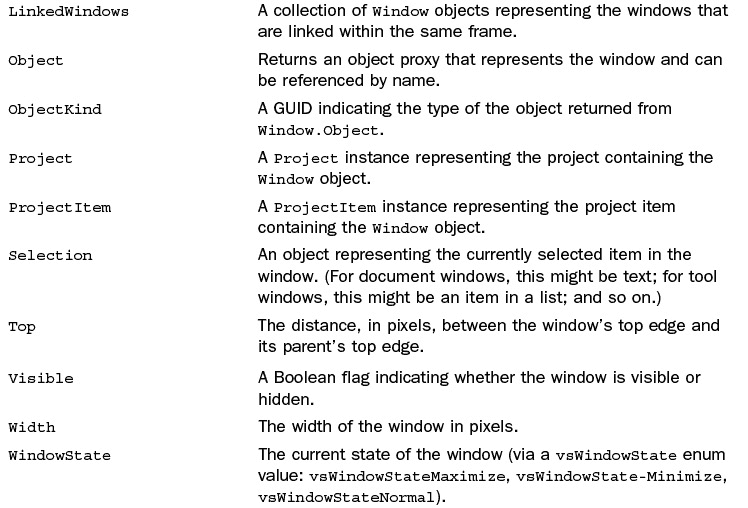 LinkedWindows A collection of Window objects representing the windows that
are linked within the same frame.
Object Returns an object proxy that represents the window and can
be referenced by name.
ObjectKind A GUID indicating the type of the object returned from
Window.Object.
Project A Project instance representing the project containing the
Window object.
ProjectItem A ProjectItem instance representing the project item
containing the Window object.
Selection An object representing the currently selected item in the
window. (For document windows, this might be text; for tool
windows, this might be an item in a list; and so on.)
Top The distance, in pixels, between the window’s top edge and
its parent’s top edge.
Visible A Boolean flag indicating whether the window is visible or
hidden.
Width The width of the window in pixels.
WindowState The current state of the window (via a vsWindowState enum
value: vsWindowStateMaximize, vsWindowState-Minimize,
vsWindowStateNormal).